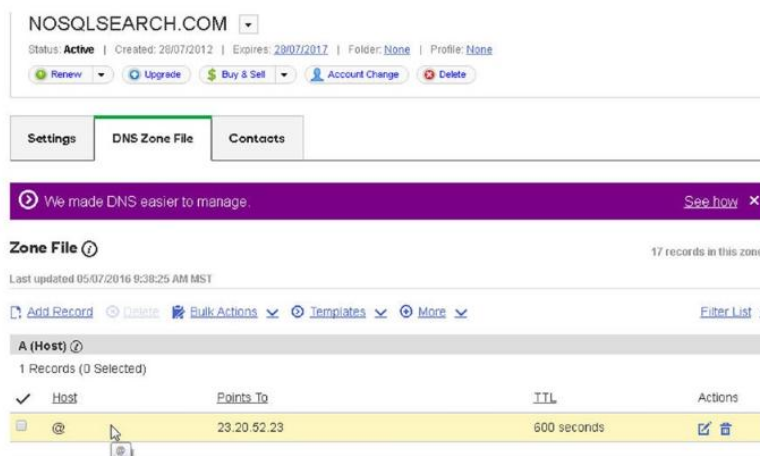 NOSQLSEARCH.COM
Status: Active | Created: 28/07/2012 | Expires: 28/07/2017 | Folder: None | Profile: None
Renew Upgrade Buy & Sell Account Change Delete
Settings DNS Zone File Contacts
We made DNS easier to manage. See how
Zone File
17 records in this zone
Last updated 05/07/2016 9:38:25 AM MST
Add Record Delete Bulk Actions Templates More Filter List
A (Host)
1 Records (0 Selected)
Host Points To TTL Actions
@ 23.20.52.23 600 seconds
@